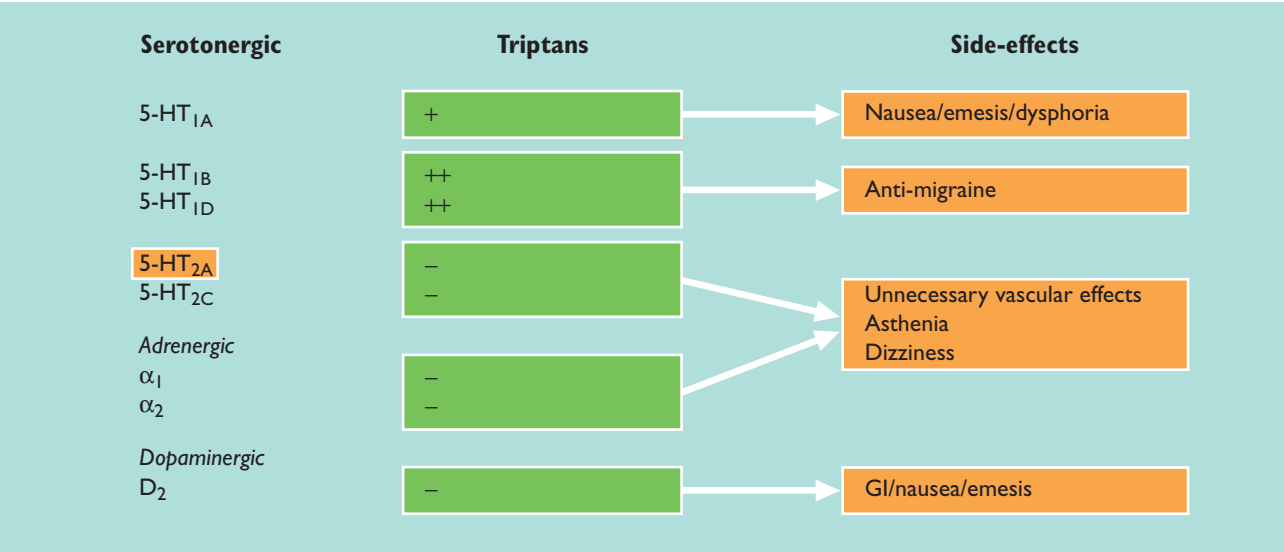 Serotonergic Triptans Side-effects
5-HT1A + Nausea/emesis/dysphoria
5-HT1B ++
5-HT1D ++ Anti-migraine
5-HT2A –
5-HT2C – Unnecessary vascular effects
Asthenia
Adrenergic Dizziness
α1 –
α2 –
Dopaminergic
D2 – GI/nausea/emesis